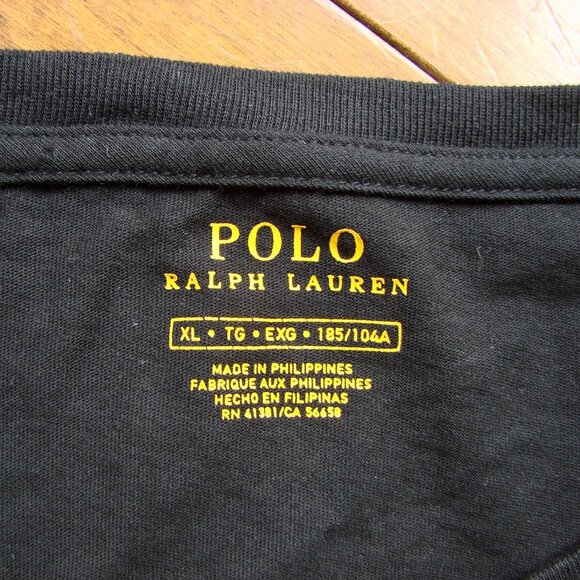 POLO
RALPH LAUREN
XL • TG • EXG • 185/104A
MADE IN PHILIPPINES
FABRIQUE AUX PHILIPPINES
HECHO EN FILIPINAS
RN 41381/CA 56658